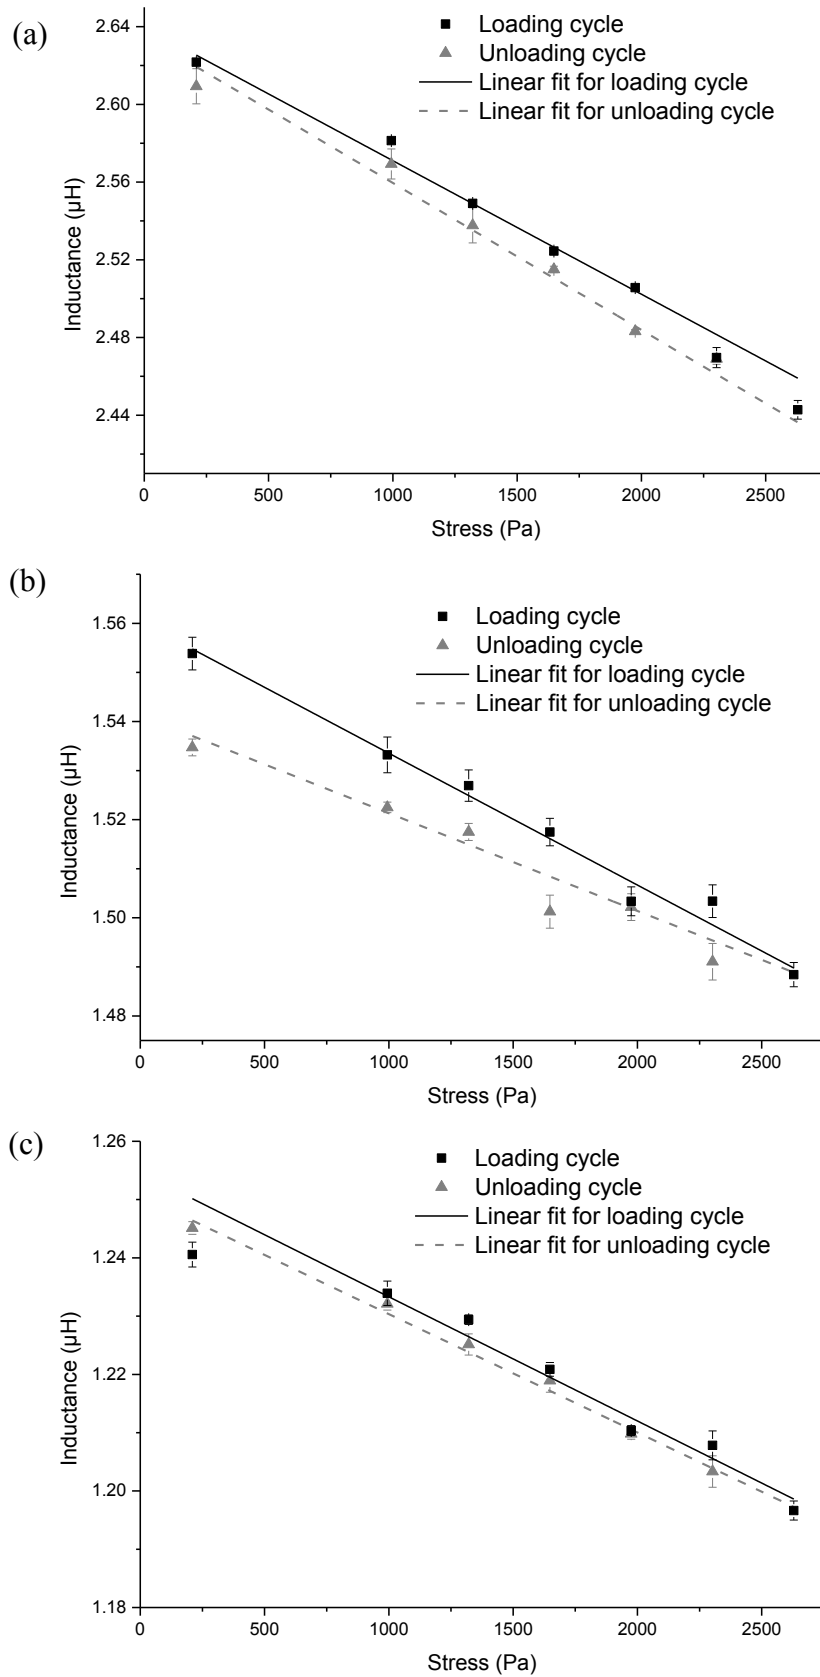 (a)
2.64
2.60
2.56
2.52
2.48
2.44
Inductance (µH)
Loading cycle
Unloading cycle
Linear fit for loading cycle
Linear fit for unloading cycle
0 500 1000 1500 2000 2500
Stress (Pa)
(b)
1.56
1.54
1.52
1.50
1.48
Inductance (µH)
Loading cycle
Unloading cycle
Linear fit for loading cycle
Linear fit for unloading cycle
0 500 1000 1500 2000 2500
Stress (Pa)
(c)
1.26
1.24
1.22
1.20
1.18
Inductance (µH)
Loading cycle
Unloading cycle
Linear fit for loading cycle
Linear fit for unloading cycle
0 500 1000 1500 2000 2500
Stress (Pa)